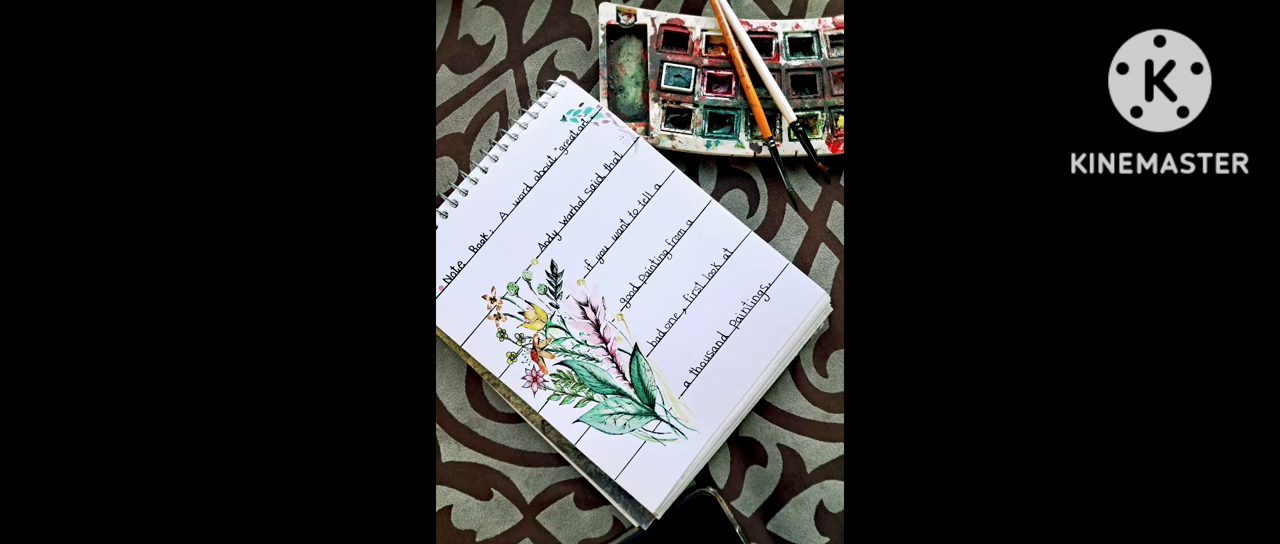 Note Book: A word about "great art
Andy Warhol said that
if you want to tell a
good painting from a
bad one, first look at
a thousand paintings.
KINEMASTER